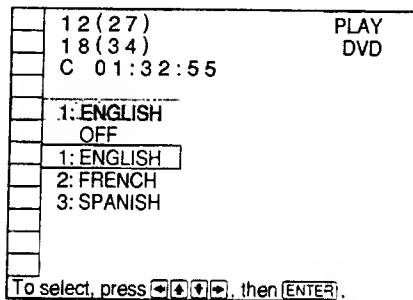 12(27) PLAY
18(34) DVD
C 01:32:55
1: ENGLISH
OFF
1: ENGLISH
2: FRENCH
3: SPANISH
To select, press ←↑↓→, then ENTER.